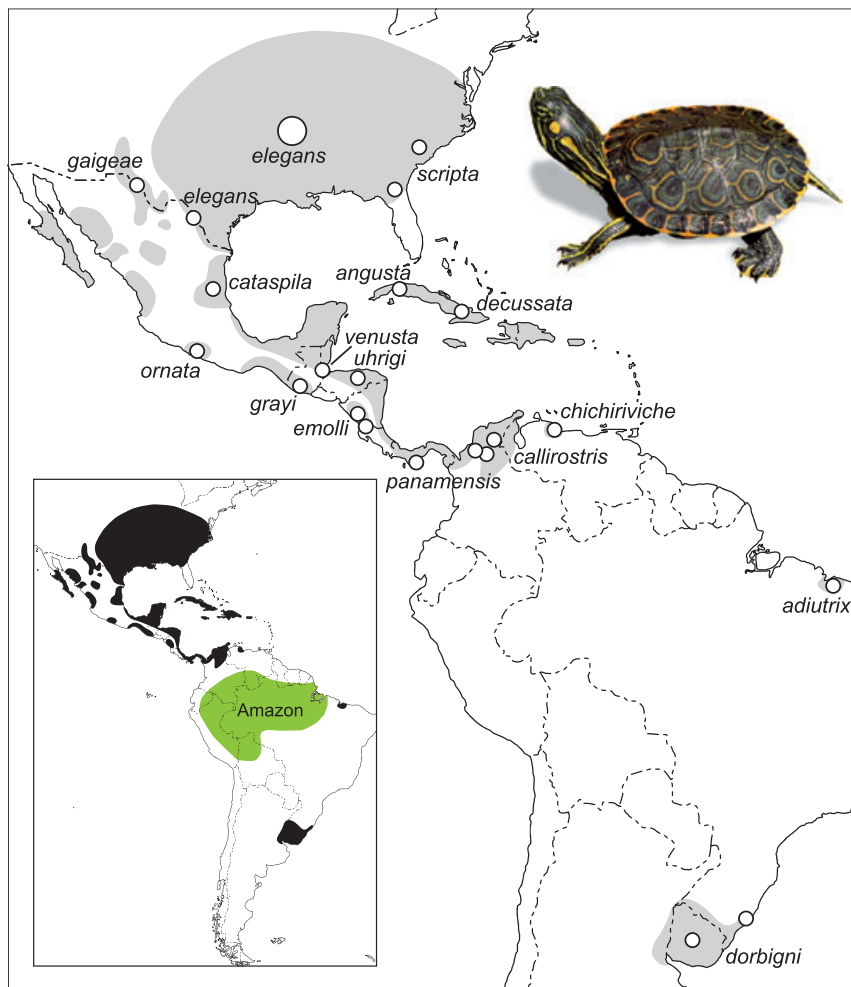 elegans
scripta
gaigeae
elegans
cataspila
angusta
decussata
venusta
uhrigi
ornata
grayi
emolli
chichiriviche
callirostris
panamensis
adiutrix
Amazon
dorbigni